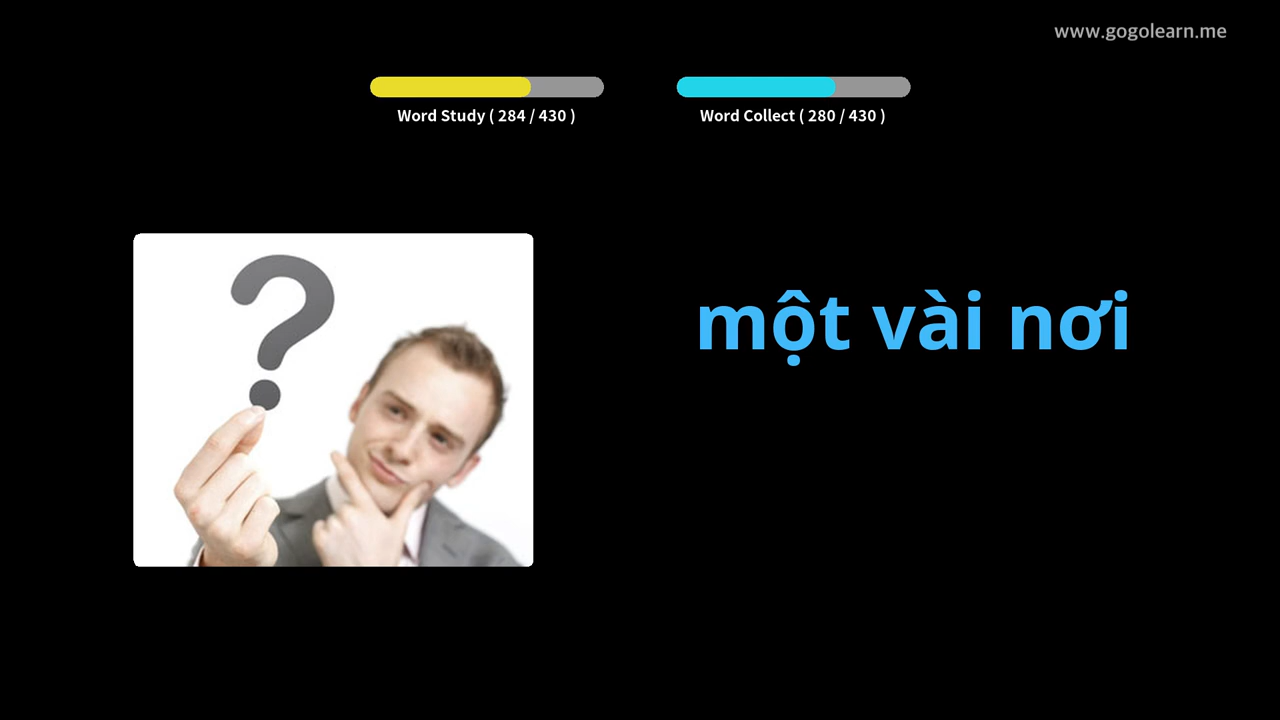 www.gogolearn.me
Word Study ( 284 / 430 )
Word Collect ( 280 / 430 )
?
một vài nơi